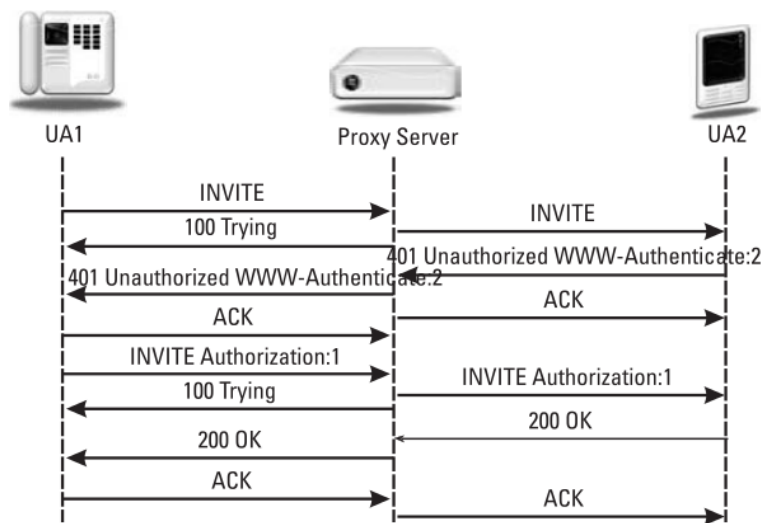 UA1
Proxy Server
UA2
INVITE
INVITE
100 Trying
401 Unauthorized WWW-Authenticate:2
401 Unauthorized WWW-Authenticate:2
ACK
ACK
INVITE Authorization:1
INVITE Authorization:1
100 Trying
200 OK
200 OK
ACK
ACK